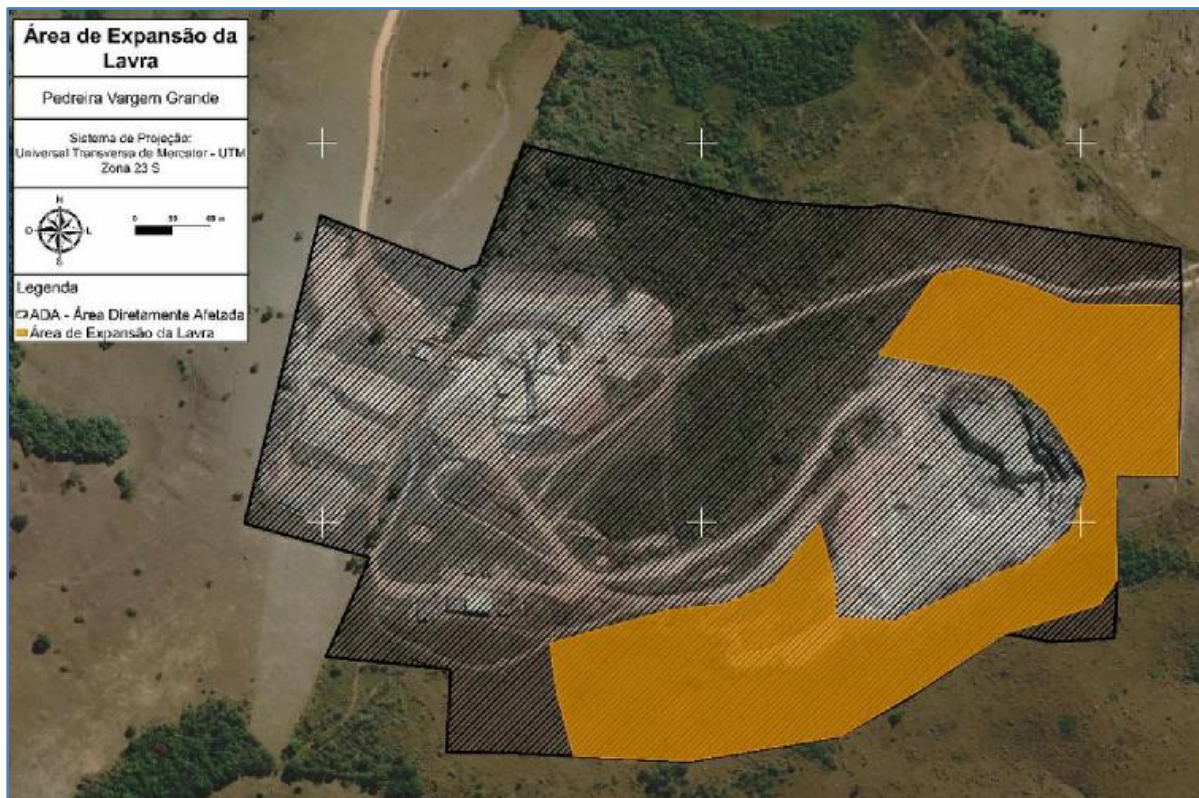 Área de Expansão da
Lavra
Pedreira Vargem Grande
Sistema de Projeção:
Universal Transversa de Mercator - UTM
Zona 23 S
N
O L
S
0 m
Legenda
ADA - Área Diretamente Afetada
Área de Expansão da Lavra